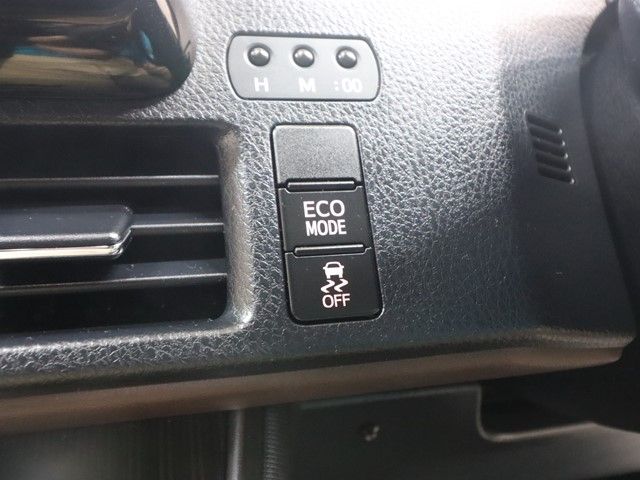 H M :00
ECO
MODE
OFF